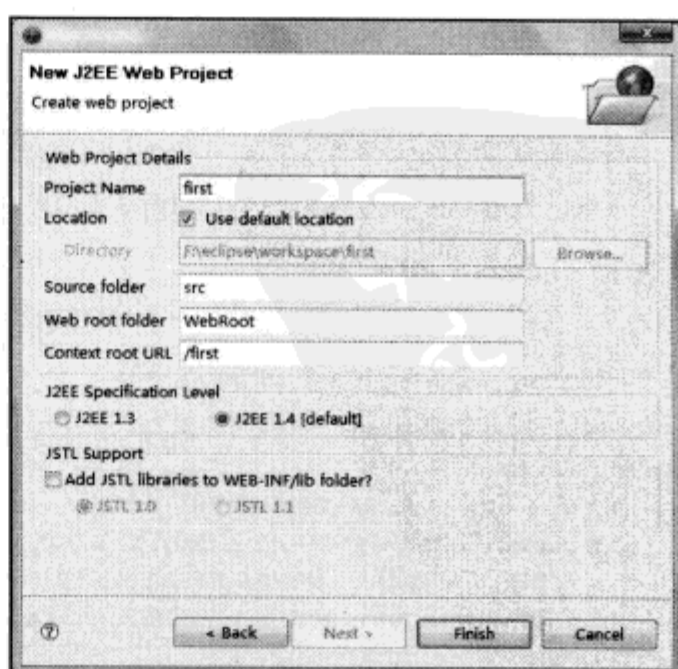 New J2EE Web Project
Create web project
Web Project Details
Project Name first
Location Use default location
Directory F:\eclipse\workspace\first Browse...
Source folder src
Web root folder WebRoot
Context root URL /first
J2EE Specification Level
J2EE 1.3 J2EE 1.4 [default]
JSTL Support
Add JSTL libraries to WEB-INF/lib folder?
JSTL 1.0 JSTL 1.1
? < Back Next > Finish Cancel